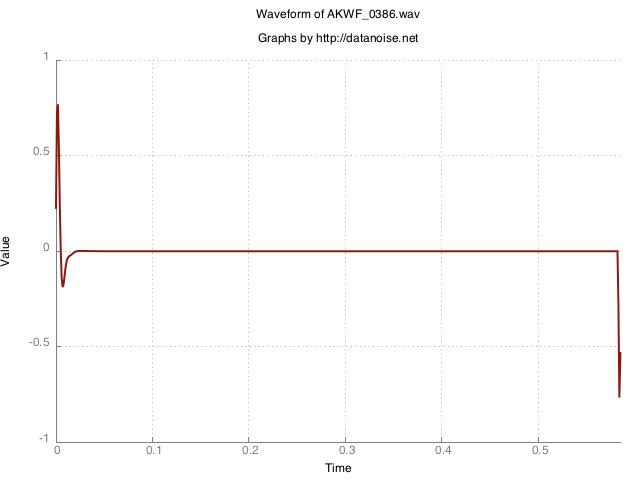 Waveform of AKWF_0386.wav
Graphs by http://datanoise.net
1
0.5
0
-0.5
-1
Value
0 0.1 0.2 0.3 0.4 0.5
Time